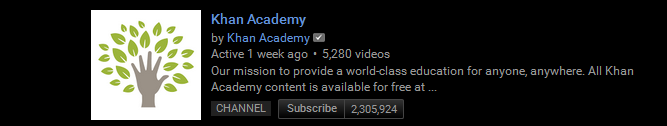 Khan Academy
by Khan Academy
Active 1 week ago • 5,280 videos
Our mission to provide a world-class education for anyone, anywhere. All Khan
Academy content is available for free at ...
CHANNEL Subscribe 2,305,924